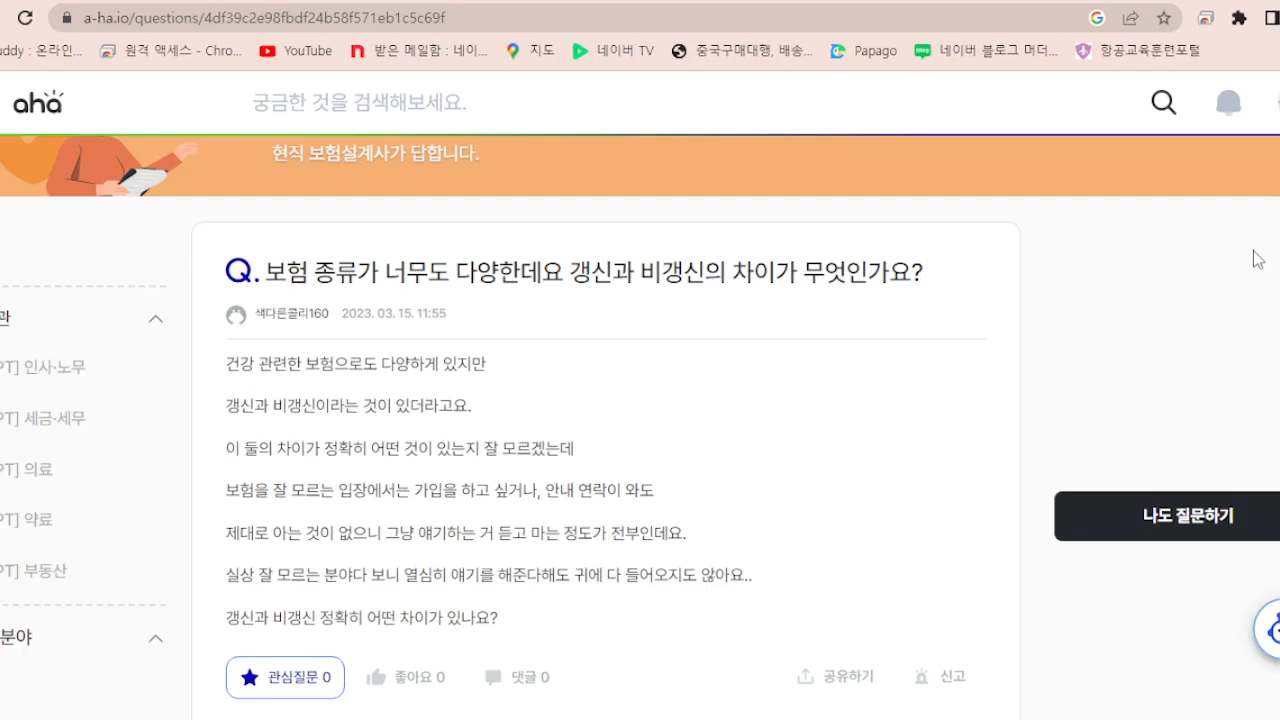 a-ha.io/questions/4df39c2e98fbdf24b58f571eb1c5c69f
uddy : 온라인... 원격 액세스 - Chro... YouTube 받은 메일함 : 네이... 지도 네이버 TV 중국구매대행, 배송... Papago 네이버 블로그 머더... 항공교육훈련포털
aha 궁금한 것을 검색해보세요.
현직 보험설계사가 답합니다.
Q. 보험 종류가 너무도 다양한데요 갱신과 비갱신의 차이가 무엇인가요?
색다른콜리160 2023. 03. 15. 11:55
관
PT] 인사·노무
PT] 세금·세무
PT] 의료
PT] 약료
PT] 부동산
분야
건강 관련한 보험으로도 다양하게 있지만
갱신과 비갱신이라는 것이 있더라고요.
이 둘의 차이가 정확히 어떤 것이 있는지 잘 모르겠는데
보험을 잘 모르는 입장에서는 가입을 하고 싶거나, 안내 연락이 와도
제대로 아는 것이 없으니 그냥 얘기하는 거 듣고 마는 정도가 전부인데요.
실상 잘 모르는 분야다 보니 열심히 얘기를 해준다해도 귀에 다 들어오지도 않아요..
갱신과 비갱신 정확히 어떤 차이가 있나요?
관심질문 0 좋아요 0 댓글 0 공유하기 신고
나도 질문하기